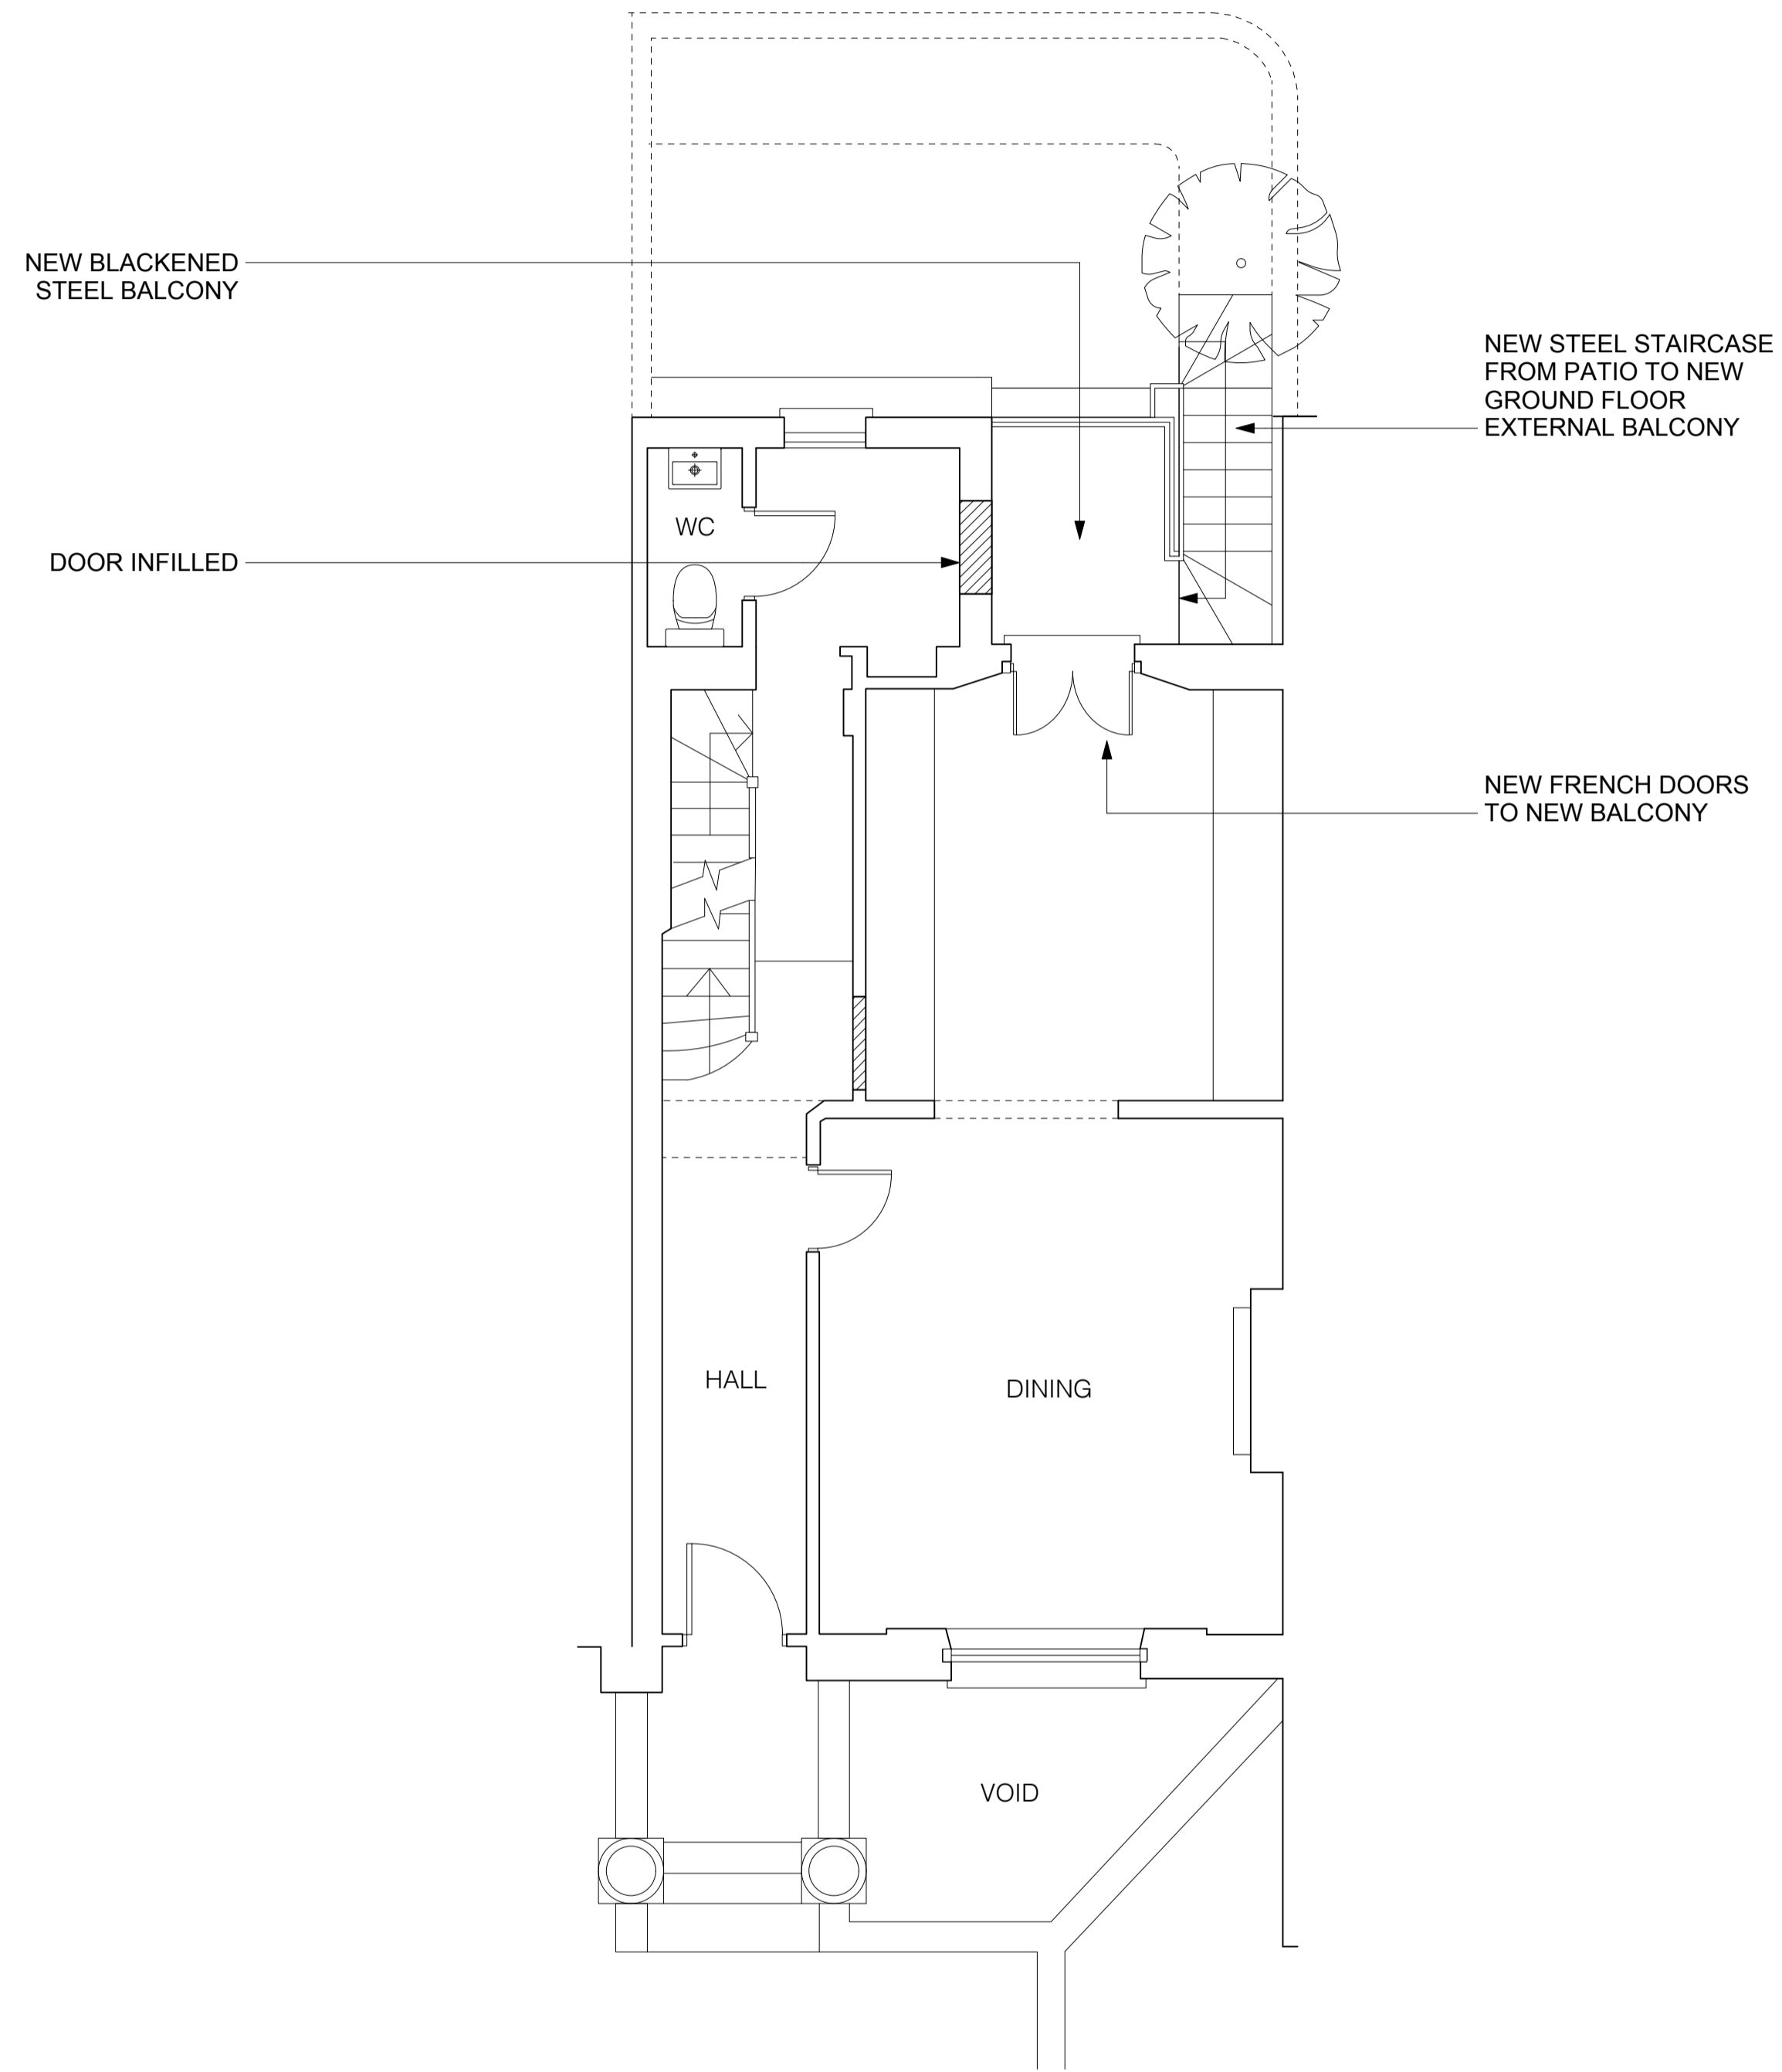 NEW BLACKENED
STEEL BALCONY
NEW STEEL STAIRCASE
FROM PATIO TO NEW
GROUND FLOOR
EXTERNAL BALCONY
WC
DOOR INFILLED
NEW FRENCH DOORS
TO NEW BALCONY
HALL
DINING
VOID